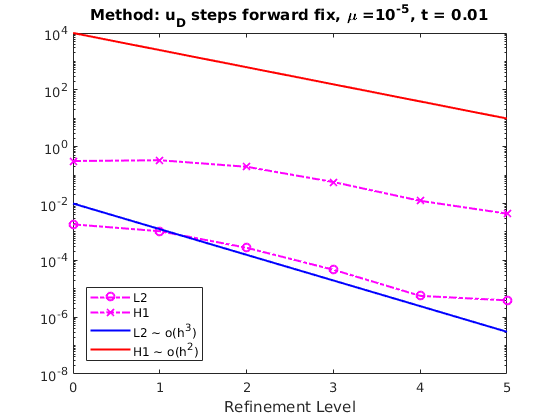 Method: u_D steps forward fix, μ =10^-5, t = 0.01
10^4
10^2
10^0
10^-2
10^-4
10^-6
10^-8
L2
H1
L2 ~ o(h^3)
H1 ~ o(h^2)
0 1 2 3 4 5
Refinement Level